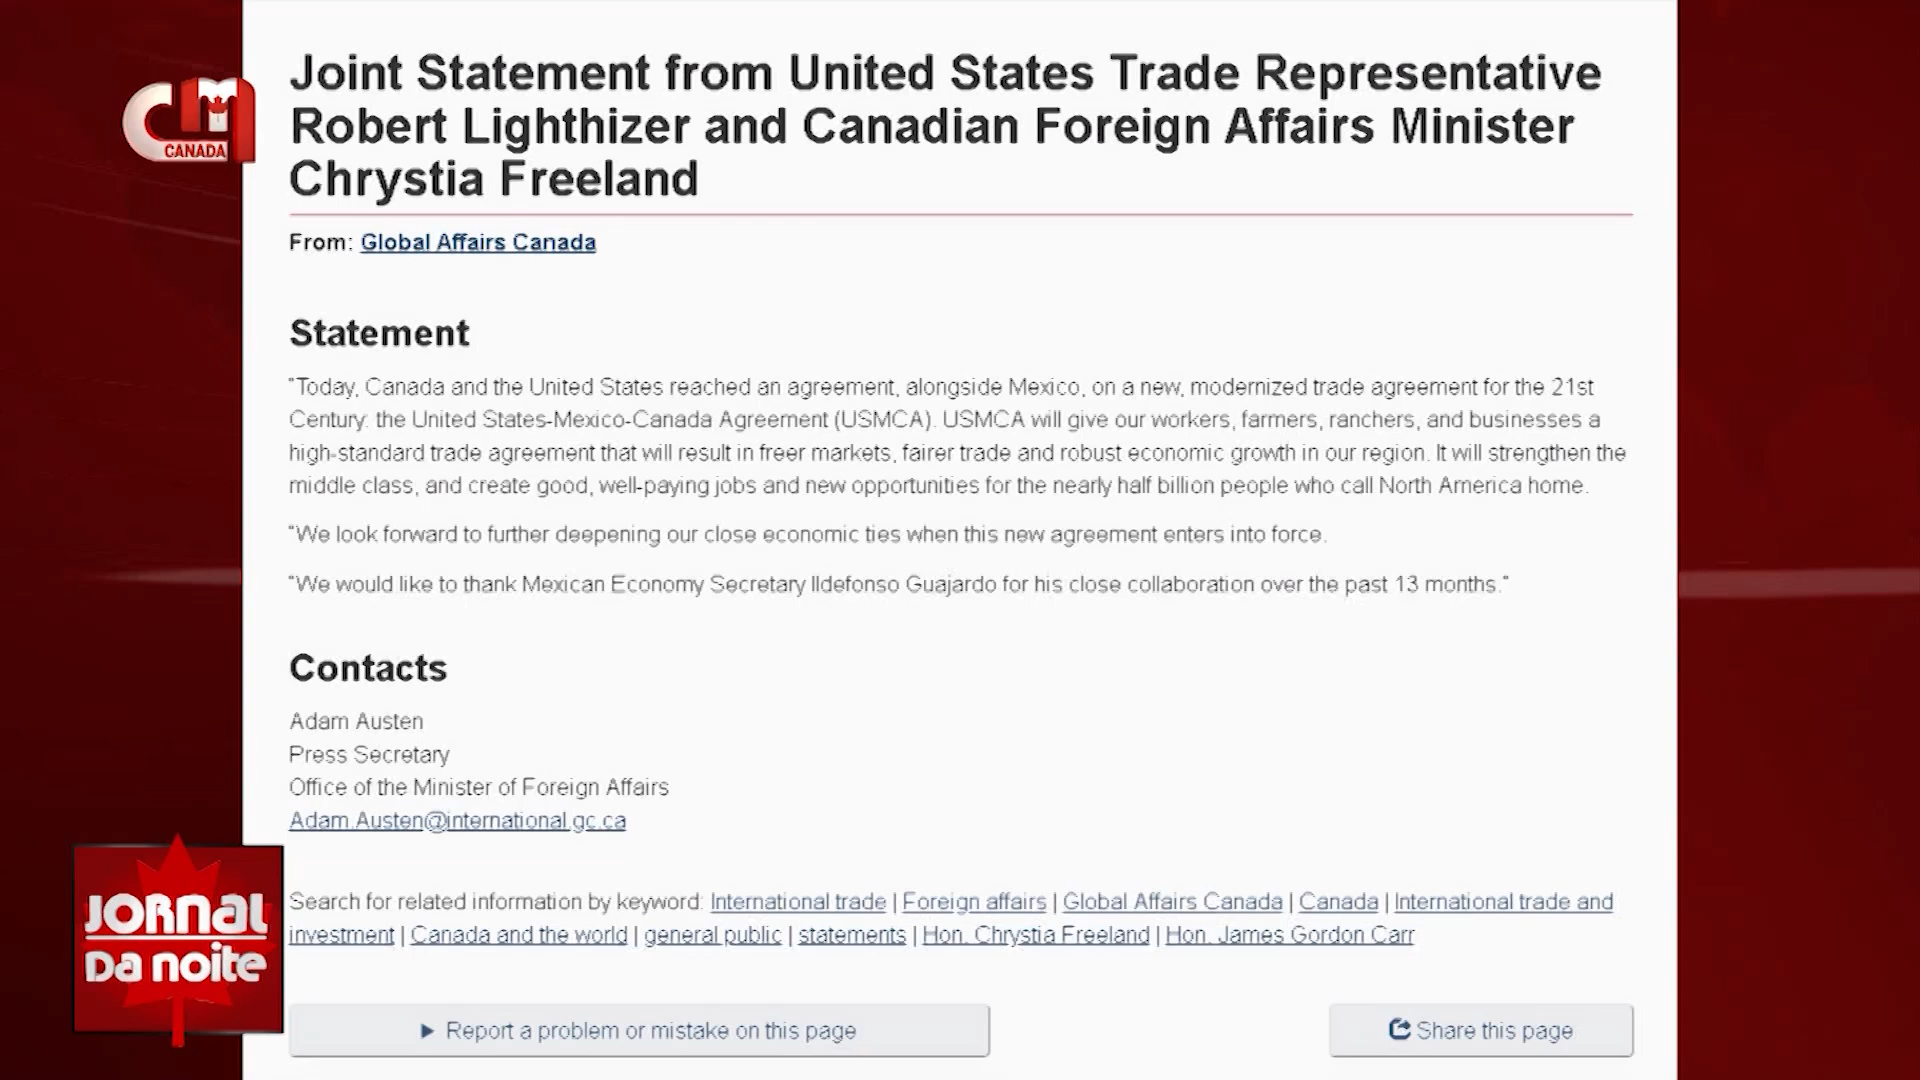 Joint Statement from United States Trade Representative
Robert Lighthizer and Canadian Foreign Affairs Minister
Chrystia Freeland
CM
CANADA
From: Global Affairs Canada
Statement
"Today, Canada and the United States reached an agreement, alongside Mexico, on a new, modernized trade agreement for the 21st
Century: the United States-Mexico-Canada Agreement (USMCA). USMCA will give our workers, farmers, ranchers, and businesses a
high-standard trade agreement that will result in freer markets, fairer trade and robust economic growth in our region. It will strengthen the
middle class, and create good, well-paying jobs and new opportunities for the nearly half billion people who call North America home.
"We look forward to further deepening our close economic ties when this new agreement enters into force.
"We would like to thank Mexican Economy Secretary Ildefonso Guajardo for his close collaboration over the past 13 months."
Contacts
Adam Austen
Press Secretary
Office of the Minister of Foreign Affairs
Adam.Austen@international.gc.ca
Search for related information by keyword: International trade | Foreign affairs | Global Affairs Canada | Canada | International trade and
investment | Canada and the world | general public | statements | Hon. Chrystia Freeland | Hon. James Gordon Carr
JORNAL
DA NOITE
Report a problem or mistake on this page
Share this page